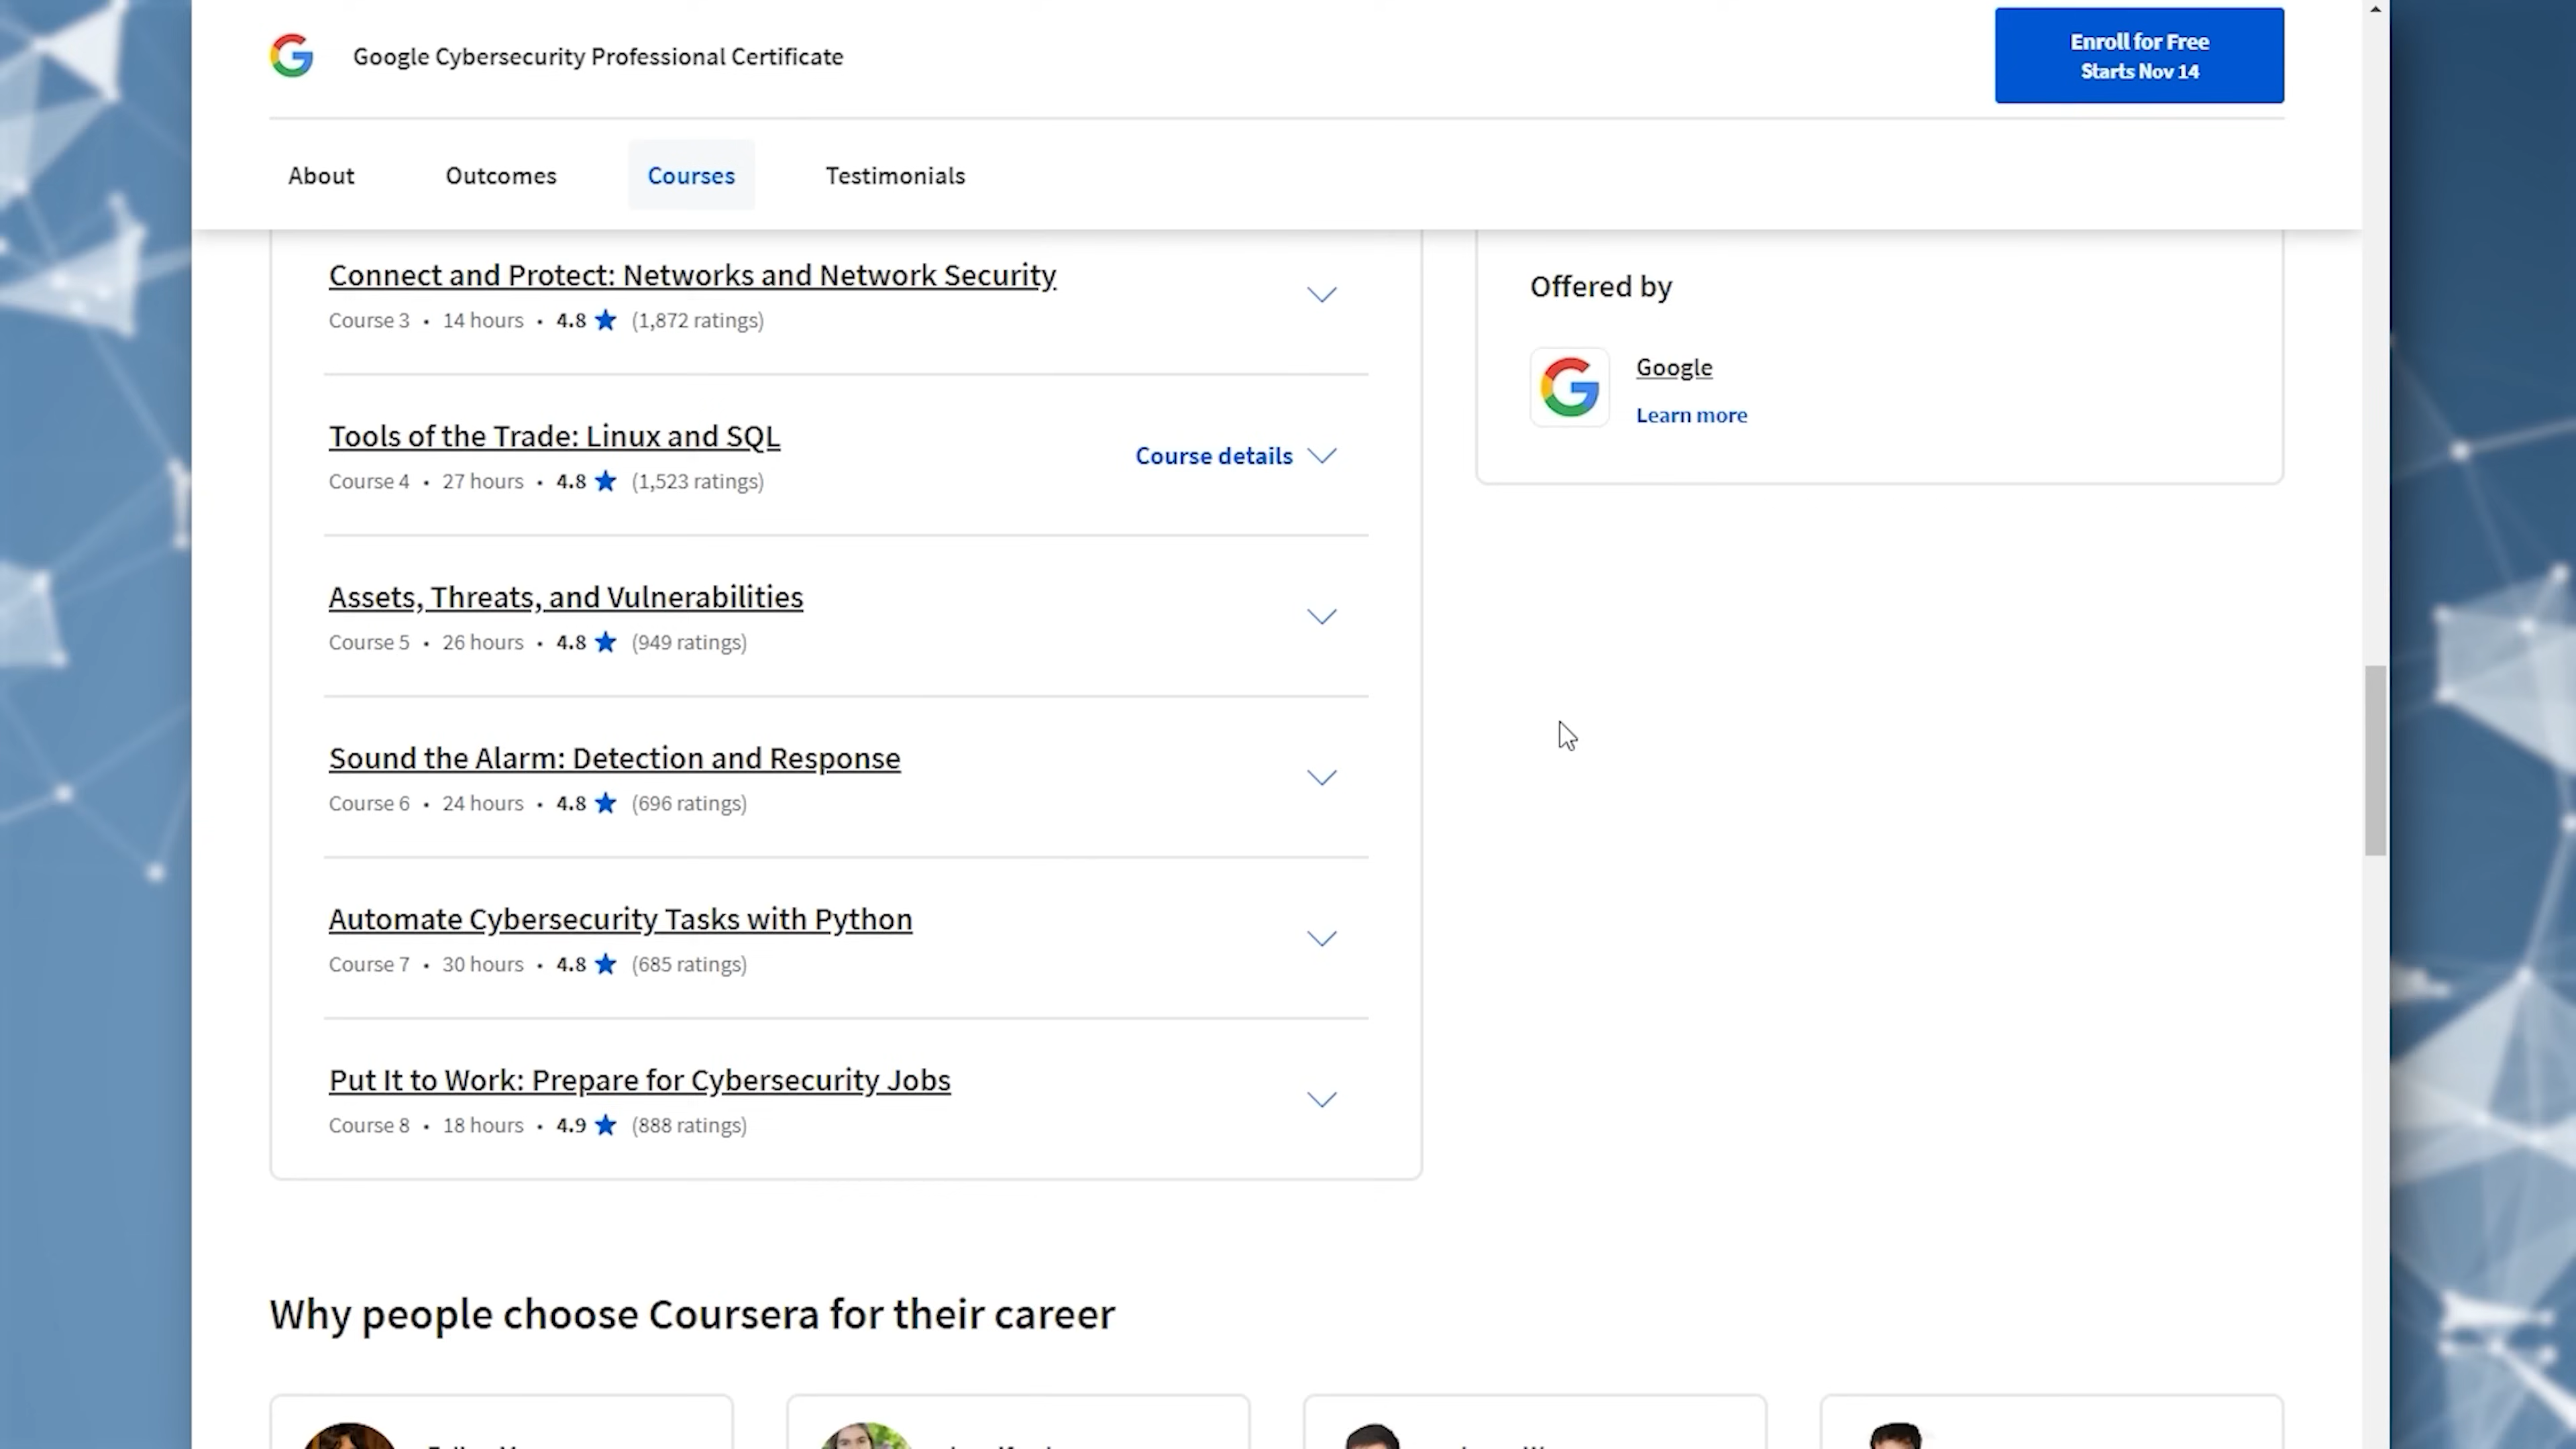 Google Cybersecurity Professional Certificate
Enroll for Free
Starts Nov 14
About
Outcomes
Courses
Testimonials
Connect and Protect: Networks and Network Security
Course 3 • 14 hours • 4.8 ★ (1,872 ratings)
Tools of the Trade: Linux and SQL
Course details
Course 4 • 27 hours • 4.8 ★ (1,523 ratings)
Assets, Threats, and Vulnerabilities
Course 5 • 26 hours • 4.8 ★ (949 ratings)
Sound the Alarm: Detection and Response
Course 6 • 24 hours • 4.8 ★ (696 ratings)
Automate Cybersecurity Tasks with Python
Course 7 • 30 hours • 4.8 ★ (685 ratings)
Put It to Work: Prepare for Cybersecurity Jobs
Course 8 • 18 hours • 4.9 ★ (888 ratings)
Offered by
Google
Learn more
Why people choose Coursera for their career